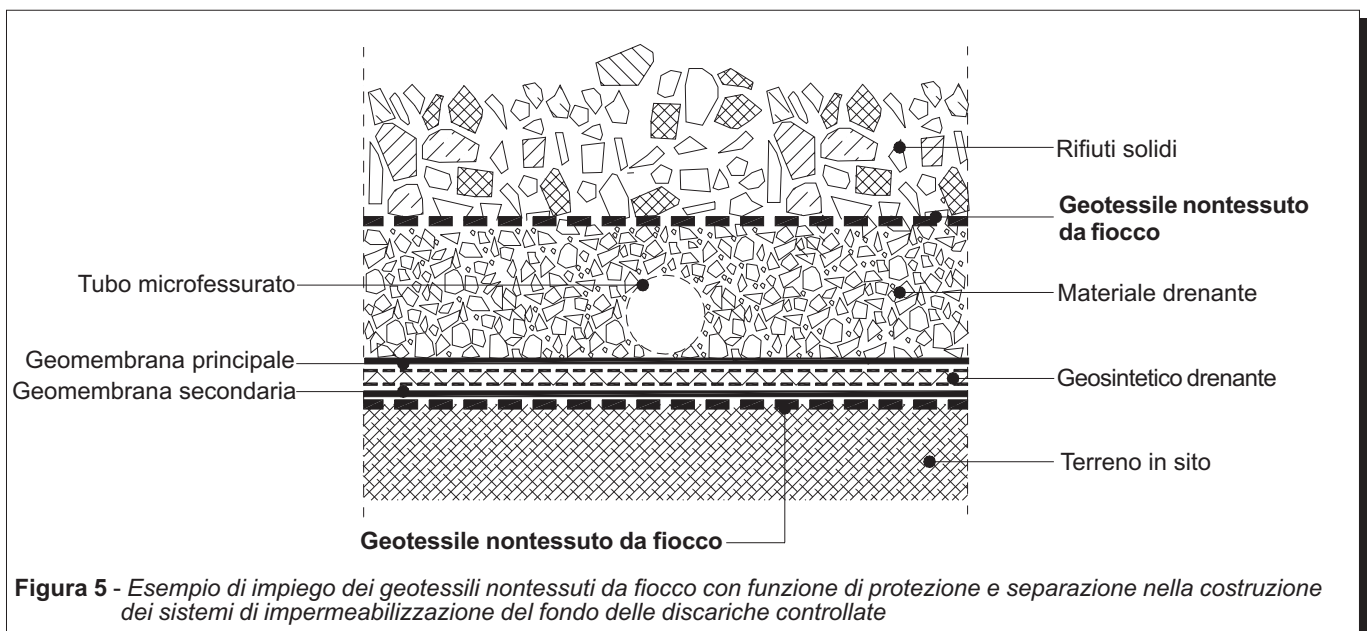 Rifiuti solidi
Geotessile nontessuto
da fiocco
Tubo microfessurato
Materiale drenante
Geomembrana principale
Geomembrana secondaria
Geosintetico drenante
Terreno in sito
Geotessile nontessuto da fiocco
Figura 5 - Esempio di impiego dei geotessili nontessuti da fiocco con funzione di protezione e separazione nella costruzione
dei sistemi di impermeabilizzazione del fondo delle discariche controllate